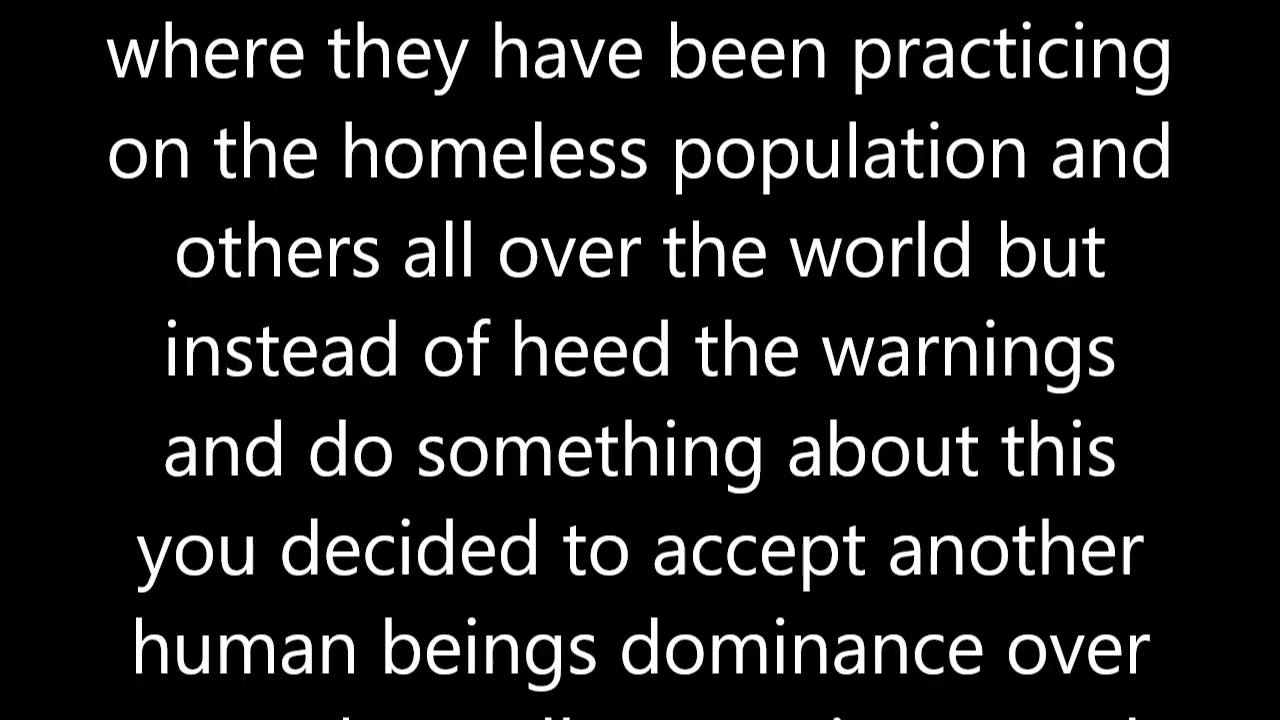 where they have been practicing
on the homeless population and
others all over the world but
instead of heed the warnings
and do something about this
you decided to accept another
human beings dominance over